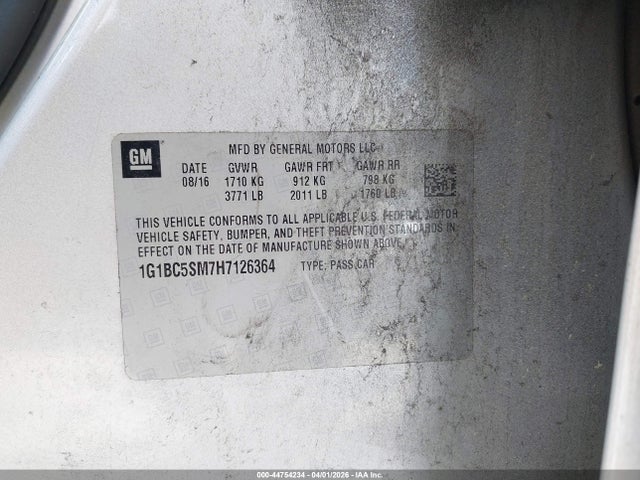 GM
MFD BY GENERAL MOTORS LLC
DATE GVWR GAWR FRT GAWR RR
08/16 1710 KG 912 KG 798 KG
3771 LB 2011 LB 1760 LB
THIS VEHICLE CONFORMS TO ALL APPLICABLE U.S. FEDERAL MOTOR
VEHICLE SAFETY, BUMPER, AND THEFT PREVENTION STANDARDS IN
EFFECT ON THE DATE OF MANUFACTURE SHOWN ABOVE.
1G1BC5SM7H7126364 TYPE: PASS CAR
000-44754234 - 04/01/2026 - IAA Inc.